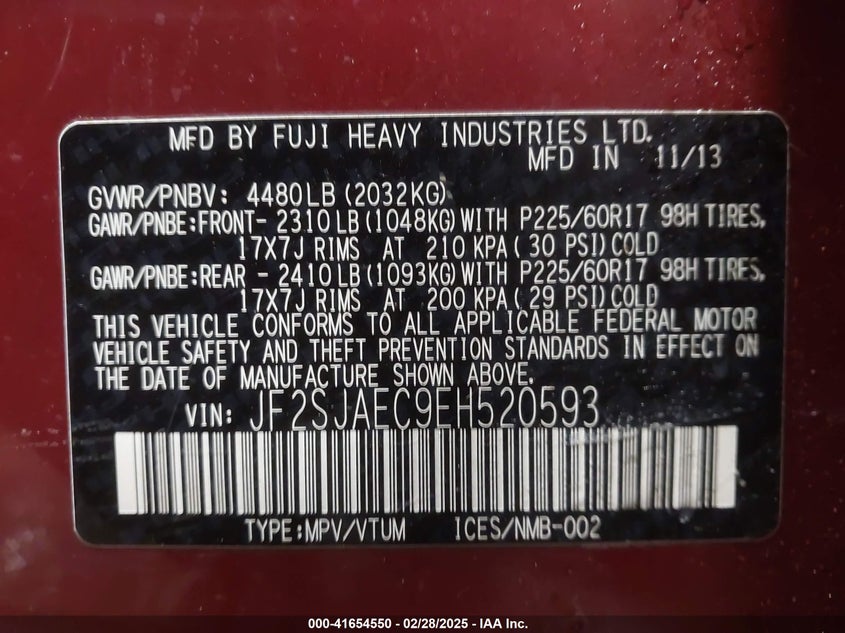 MFD BY FUJI HEAVY INDUSTRIES LTD.
MFD IN 11/13
GVWR/PNBV: 4480LB (2032KG)
GAWR/PNBE:FRONT- 2310LB (1048KG) WITH P225/60R17 98H TIRES,
17X7J RIMS AT 210 KPA ( 30 PSI) COLD
GAWR/PNBE:REAR - 2410LB (1093KG) WITH P225/60R17 98H TIRES,
17X7J RIMS AT 200 KPA ( 29 PSI) COLD
THIS VEHICLE CONFORMS TO ALL APPLICABLE FEDERAL MOTOR
VEHICLE SAFETY AND THEFT PREVENTION STANDARDS IN EFFECT ON
THE DATE OF MANUFACTURE SHOWN ABOVE.
VIN: JF2SJAEC9EH520593
TYPE:MPV/VTUM ICES/NMB-002
000-41654550 - 02/28/2025 - IAA Inc.